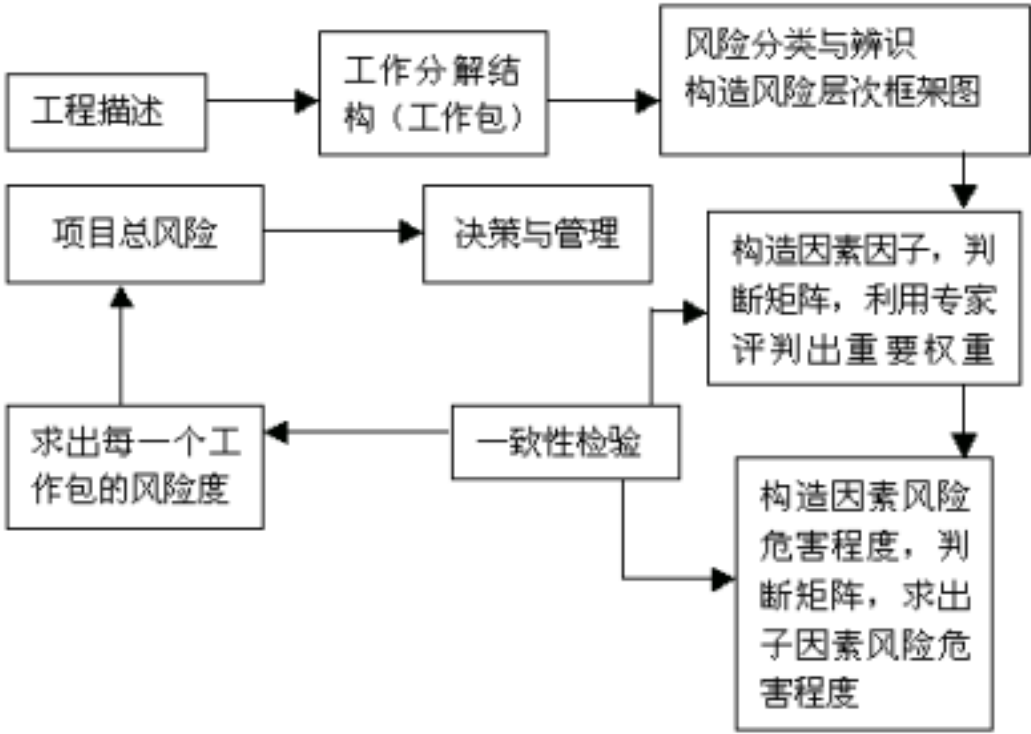 工程描述
工作分解结
构（工作包）
风险分类与辨识
构造风险层次框架图
项目总风险
决策与管理
构造因素因子，判
断矩阵，利用专家
评判出重要权重
求出每一个工
作包的风险度
一致性检验
构造因素风险
危害程度，判
断矩阵，求出
子因素风险危
害程度